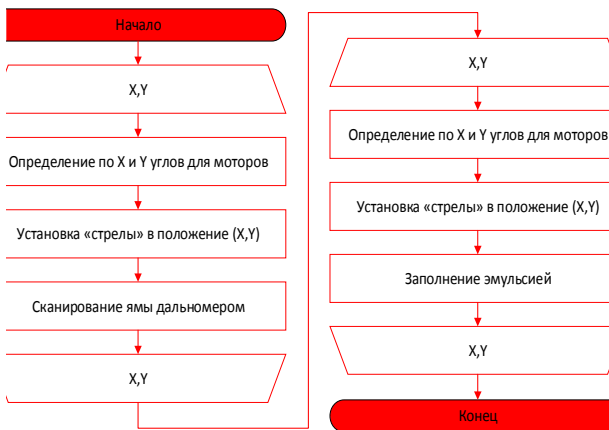 Начало
X,Y
Определение по X и Y углов для моторов
Установка «стрелы» в положение (X,Y)
Сканирование ямы дальномером
X,Y
X,Y
Определение по X и Y углов для моторов
Установка «стрелы» в положение (X,Y)
Заполнение эмульсией
X,Y
Конец